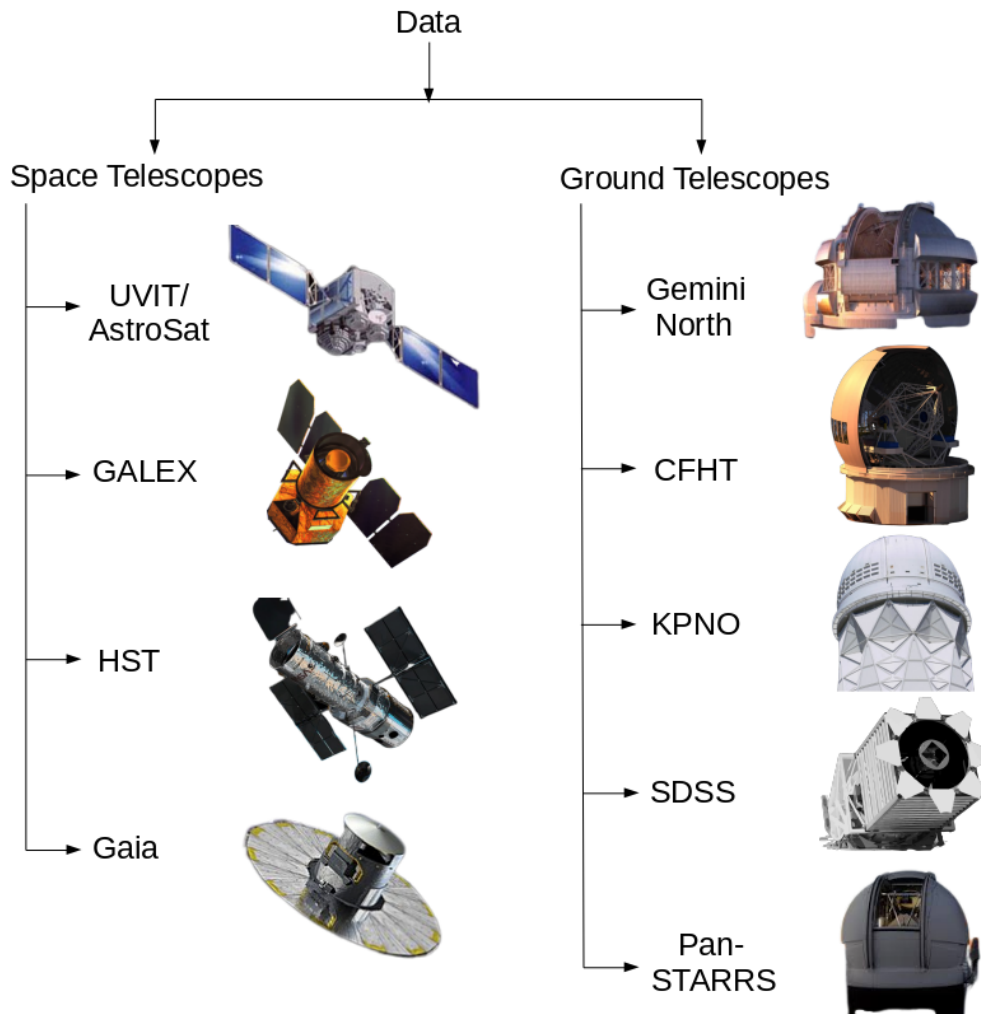 Data
Space Telescopes
UVIT/
AstroSat
GALEX
HST
Gaia
Ground Telescopes
Gemini
North
CFHT
KPNO
SDSS
Pan-
STARRS